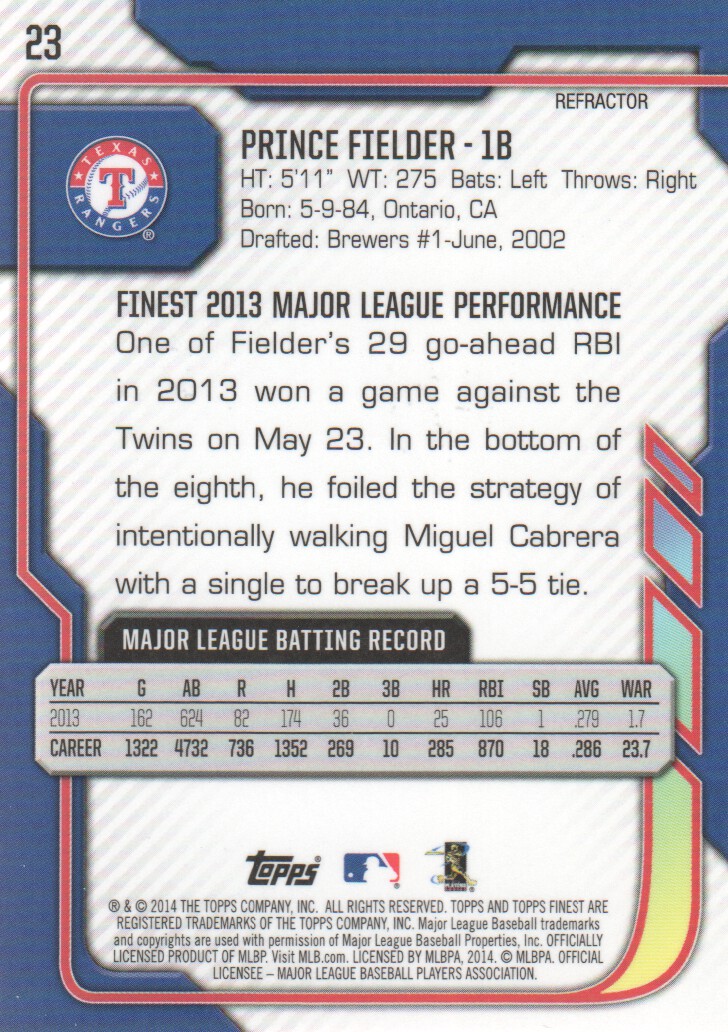 23
REFRACTOR
TEXAS
T
RANGERS
®
PRINCE FIELDER - 1B
HT: 5'11" WT: 275 Bats: Left Throws: Right
Born: 5-9-84, Ontario, CA
Drafted: Brewers #1-June, 2002
FINEST 2013 MAJOR LEAGUE PERFORMANCE
One of Fielder's 29 go-ahead RBI
in 2013 won a game against the
Twins on May 23. In the bottom of
the eighth, he foiled the strategy of
intentionally walking Miguel Cabrera
with a single to break up a 5-5 tie.
MAJOR LEAGUE BATTING RECORD
YEAR G AB R H 2B 3B HR RBI SB AVG WAR
2013 162 624 82 174 36 0 25 106 1 .279 1.7
CAREER 1322 4732 736 1352 269 10 285 870 18 .286 23.7
Topps®
® & © 2014 THE TOPPS COMPANY, INC. ALL RIGHTS RESERVED. TOPPS AND TOPPS FINEST ARE
REGISTERED TRADEMARKS OF THE TOPPS COMPANY, INC. Major League Baseball trademarks
and copyrights are used with permission of Major League Baseball Properties, Inc. OFFICIALLY
LICENSED PRODUCT OF MLBP. Visit MLB.com. LICENSED BY MLBPA, 2014. © MLBPA. OFFICIAL
LICENSEE – MAJOR LEAGUE BASEBALL PLAYERS ASSOCIATION.